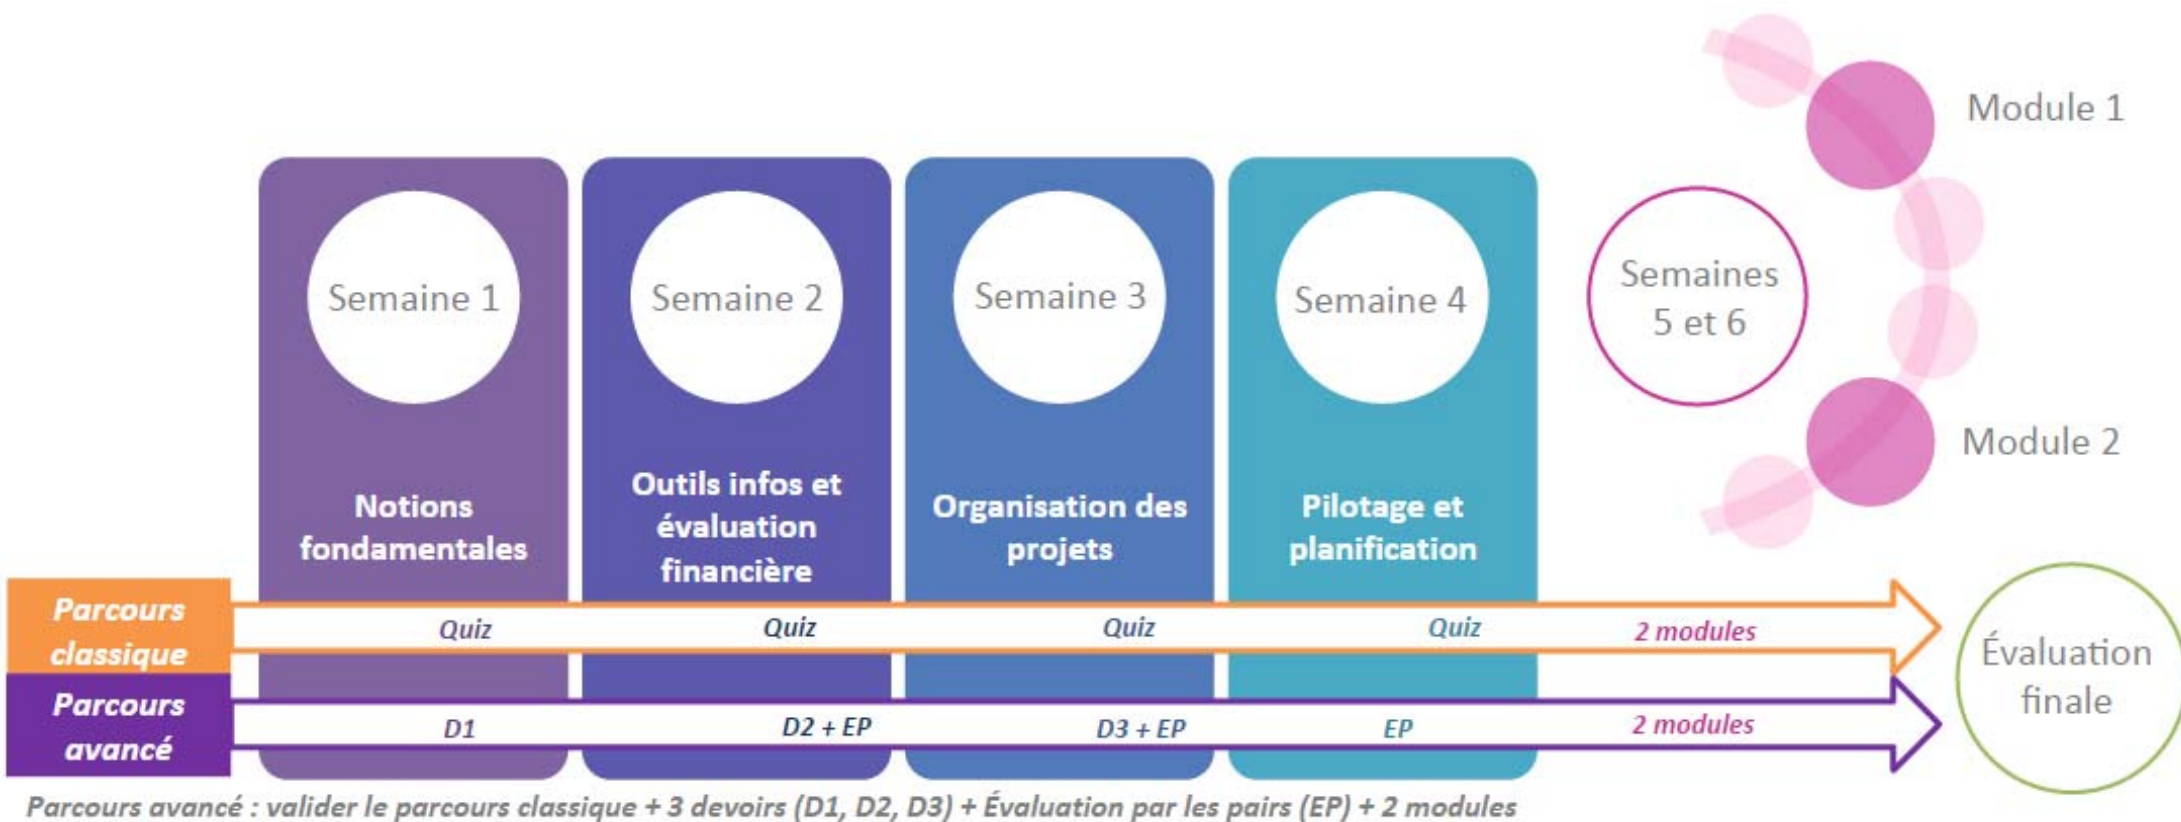 Module 1
Semaine 1
Semaine 2
Semaine 3
Semaine 4
Semaines
5 et 6
Module 2
Notions
fondamentales
Outils infos et
évaluation
financière
Organisation des
projets
Pilotage et
planification
Parcours
classique
Quiz
Quiz
Quiz
Quiz
2 modules
Parcours
avancé
D1
D2 + EP
D3 + EP
EP
2 modules
Évaluation
finale
Parcours avancé : valider le parcours classique + 3 devoirs (D1, D2, D3) + Évaluation par les pairs (EP) + 2 modules